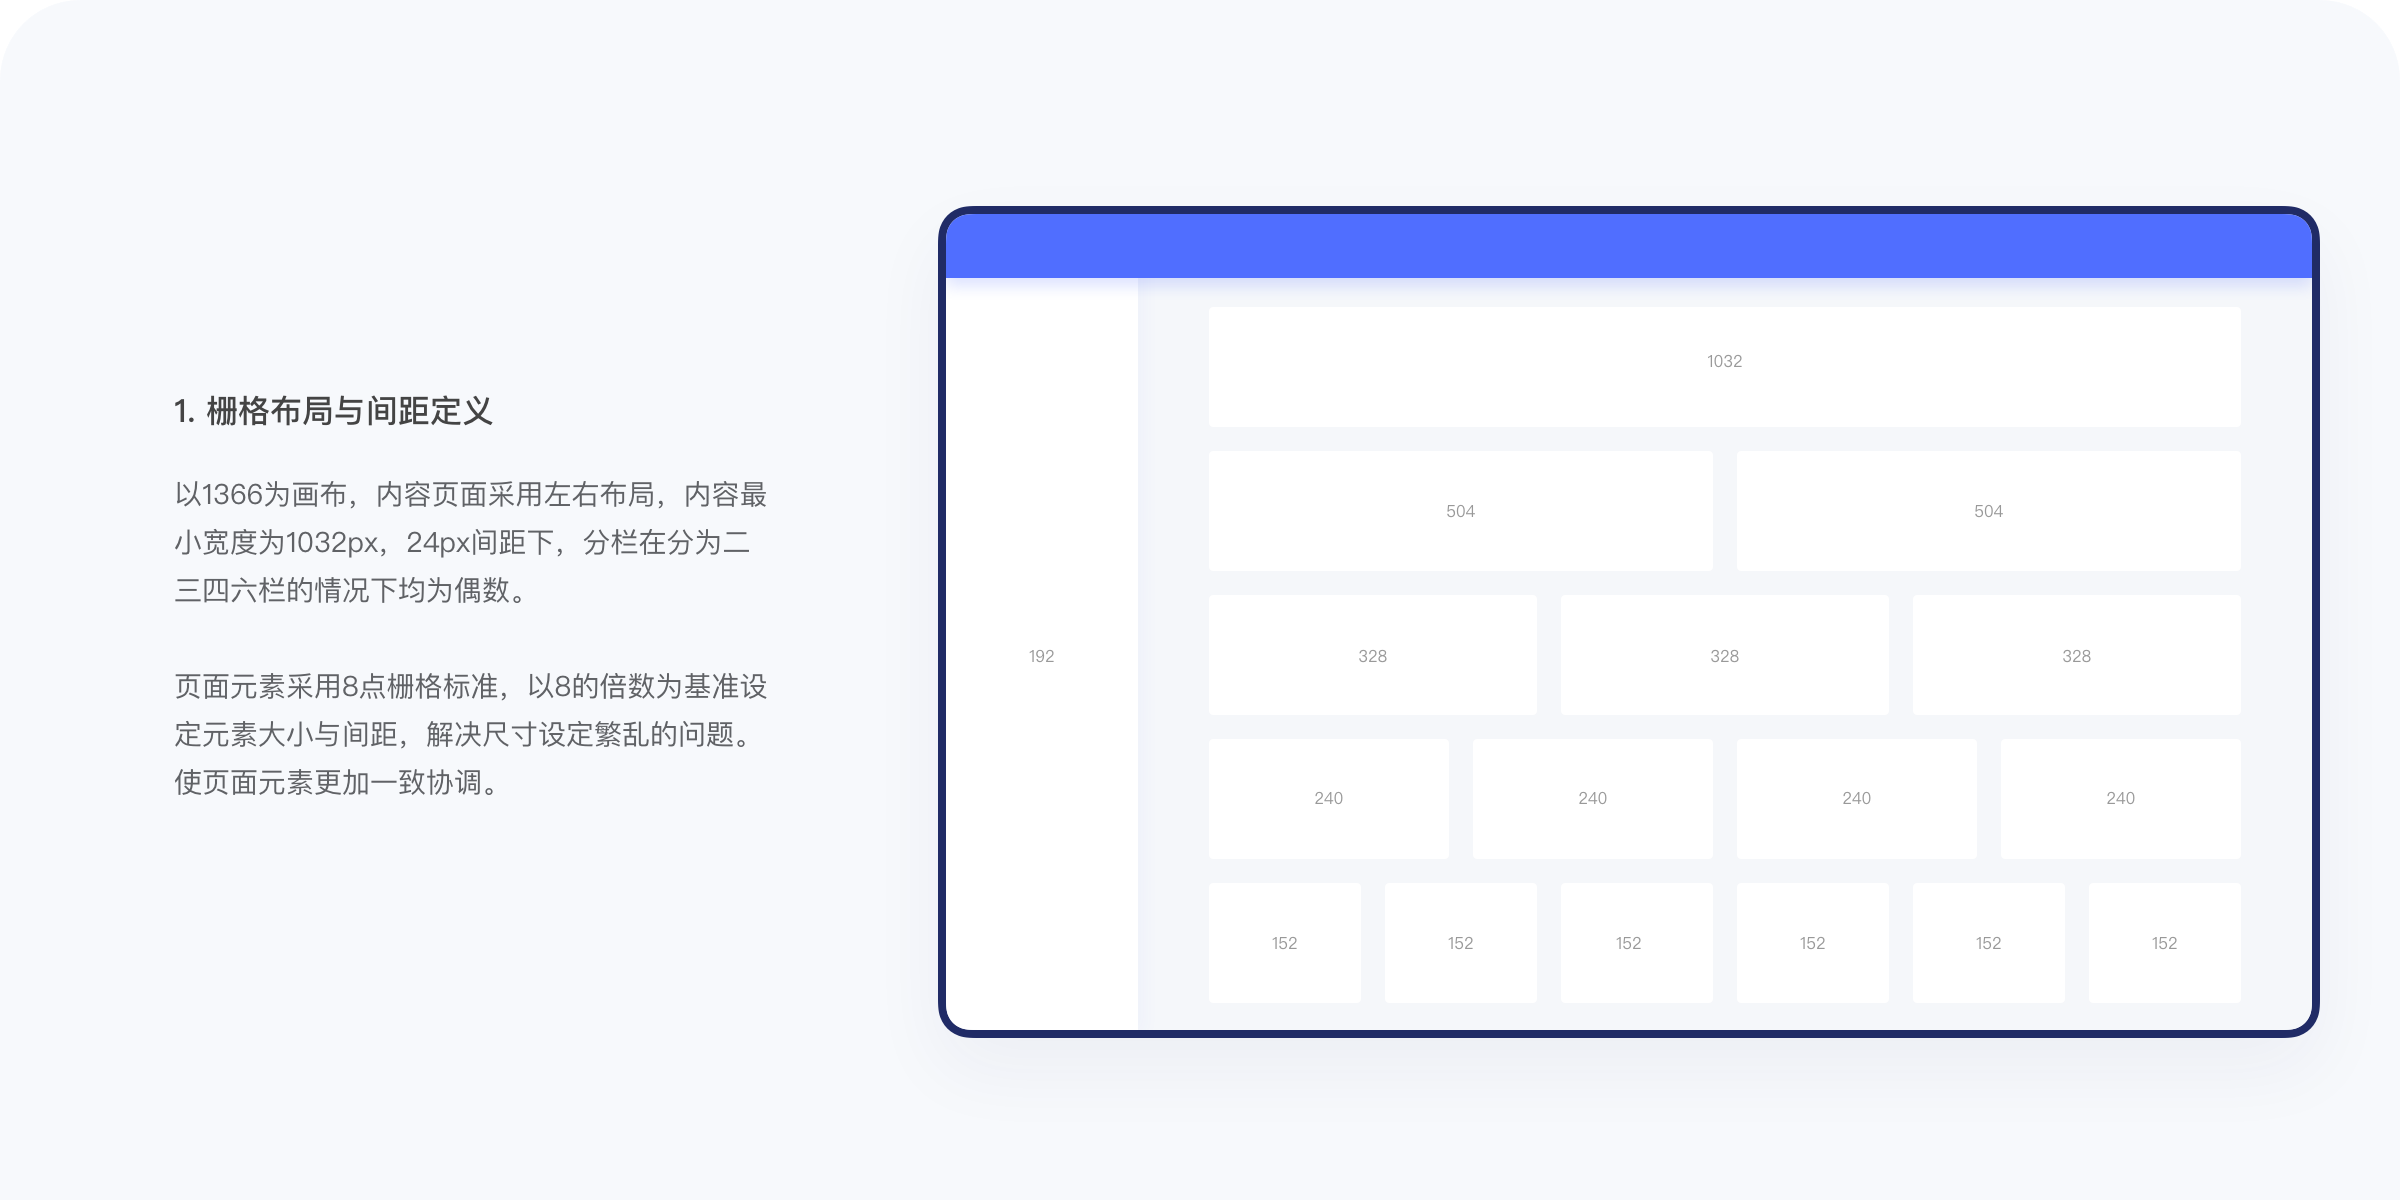 1. 栅格布局与间距定义
以1366为画布，内容页面采用左右布局，内容最
小宽度为1032px，24px间距下，分栏在分为二
三四六栏的情况下均为偶数。
页面元素采用8点栅格标准，以8的倍数为基准设
定元素大小与间距，解决尺寸设定繁乱的问题。
使页面元素更加一致协调。
192
1032
504 504
328 328 328
240 240 240 240
152 152 152 152 152 152